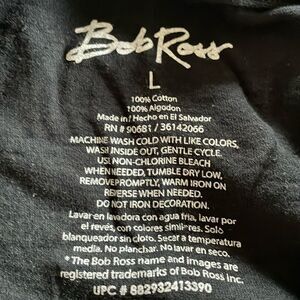 Bob Ross
L
100% Cotton
100% Algodon
Made in / Hecho en El Salvador
RN # 90681 / 36142066
MACHINE WASH COLD WITH LIKE COLORS,
WASH INSIDE OUT, GENTLE CYCLE.
USE NON-CHLORINE BLEACH
WHEN NEEDED, TUMBLE DRY LOW,
REMOVE PROMPTLY, WARM IRON ON
REVERSE WHEN NEEDED.
DO NOT IRON DECORATION.
Lavar en lavadora con agua fria, lavar por
el revés, con colores similares. Solo
blanqueador sin cloro. Secar a temperatura
media. No planchar. No lavar en seco.
*The Bob Ross name and images are
registered trademarks of Bob Ross Inc.
UPC # 882932413390